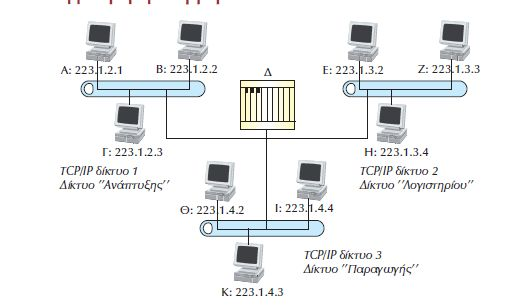 Α: 223.1.2.1
Β: 223.1.2.2
Δ
Ε: 223.1.3.2
Ζ: 223.1.3.3
Γ: 223.1.2.3
Η: 223.1.3.4
TCP/IP δίκτυο 1
Δίκτυο ''Ανάπτυξης''
TCP/IP δίκτυο 2
Δίκτυο ''Λογιστηρίου''
Θ: 223.1.4.2
Ι: 223.1.4.4
TCP/IP δίκτυο 3
Δίκτυο ''Παραγωγής''
Κ: 223.1.4.3